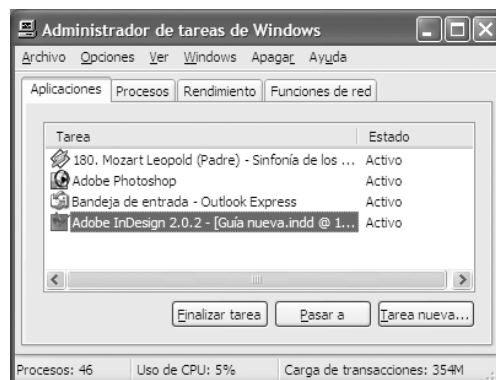 Administrador de tareas de Windows
Archivo Opciones Ver Windows Apagar Ayuda
Aplicaciones Procesos Rendimiento Funciones de red
Tarea Estado
180. Mozart Leopold (Padre) - Sinfonía de los ... Activo
Adobe Photoshop Activo
Bandeja de entrada - Outlook Express Activo
Adobe InDesign 2.0.2 - [Guía nueva.indd @ 1... Activo
Finalizar tarea Pasar a Tarea nueva...
Procesos: 46 Uso de CPU: 5% Carga de transacciones: 354M